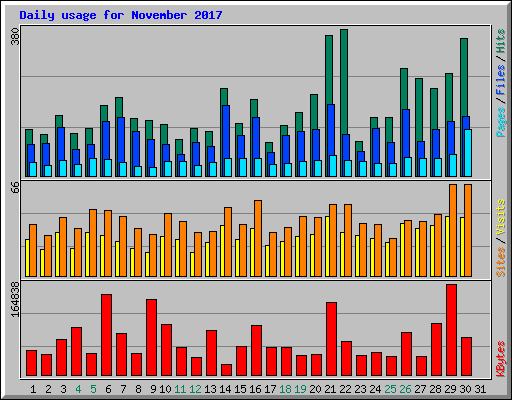 Daily usage for November 2017
380
Pages / Files / Hits
66
Sites / Visits
164838
KBytes
1 2 3 4 5 6 7 8 9 10 11 12 13 14 15 16 17 18 19 20 21 22 23 24 25 26 27 28 29 30 31